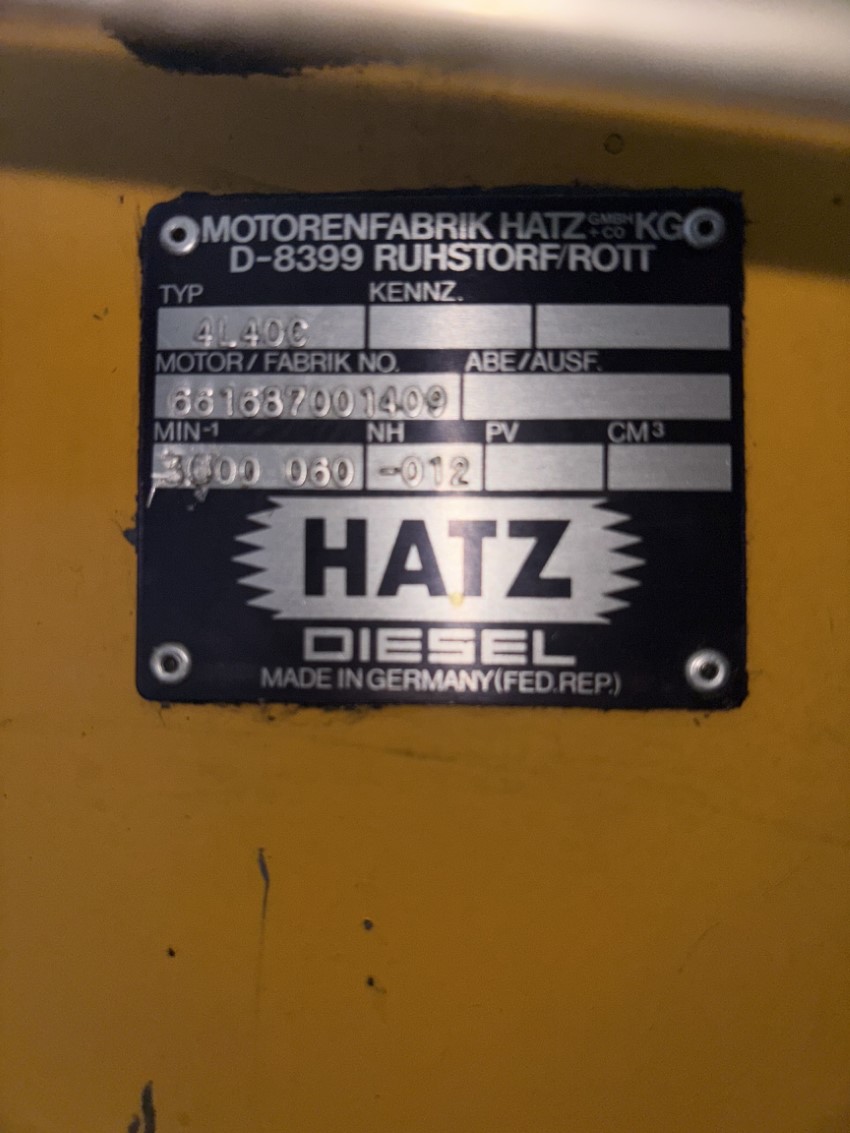 MOTORENFABRIK HATZ GMBH + CO KG
D-8399 RUHSTORF/ROTT
TYP KENNZ.
4L40C
MOTOR/FABRIK NO. ABE/AUSF.
661687001409
MIN-1 NH PV CM3
3000 060 -012
HATZ
DIESEL
MADE IN GERMANY (FED.REP.)